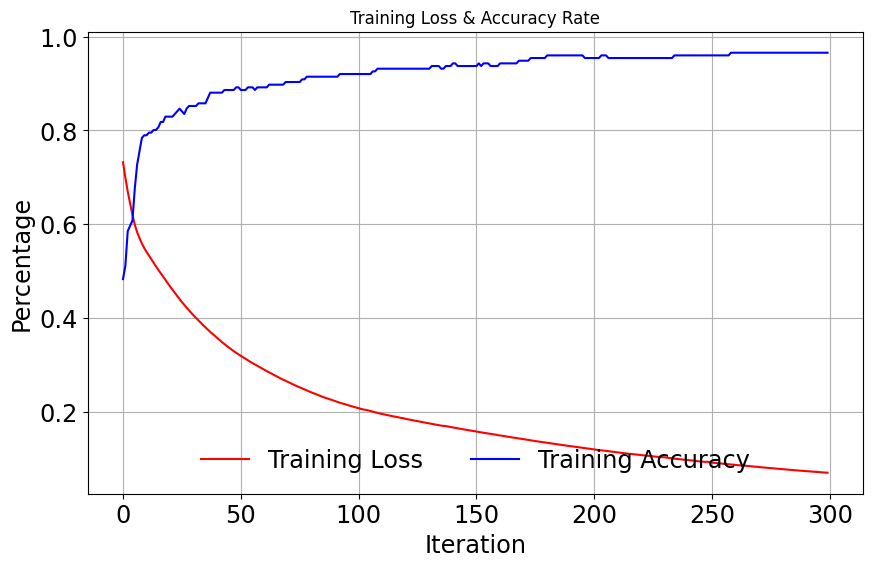 Training Loss & Accuracy Rate
1.0
0.8
0.6
0.4
0.2
Percentage
Training Loss
Training Accuracy
0 50 100 150 200 250 300
Iteration